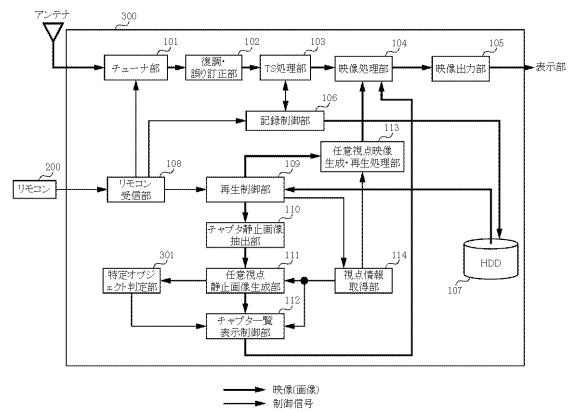 アンテナ
300
101
チューナ部
102
復調・
誤り訂正部
103
TS処理部
104
映像処理部
105
映像出力部
表示部
106
記録制御部
113
任意視点映像
生成・再生処理部
200
リモコン
108
リモコン
受信部
109
再生制御部
110
チャプタ静止画像
抽出部
301
特定オブジ
ェクト判定部
111
任意視点
静止画像生成部
114
視点情報
取得部
107
HDD
112
チャプター覧
表示制御部
映像(画像)
制御信号